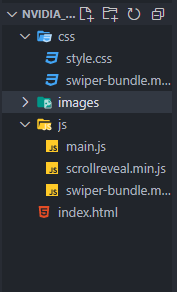 NVIDIA_...
css
style.css
swiper-bundle.m...
images
js
main.js
scrollreveal.min.js
swiper-bundle.m...
index.html